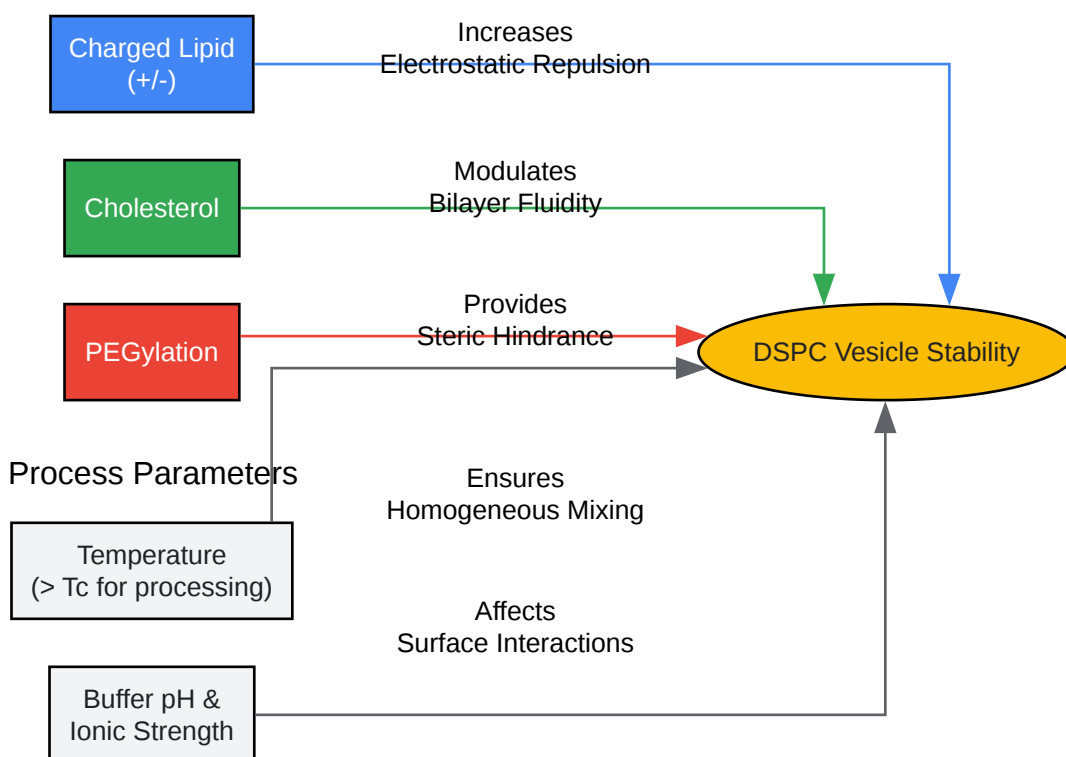 Charged Lipid
(+/-)
Increases
Electrostatic Repulsion
Cholesterol
Modulates
Bilayer Fluidity
PEGylation
Provides
Steric Hindrance
DSPC Vesicle Stability
Process Parameters
Temperature
(> Tc for processing)
Ensures
Homogeneous Mixing
Affects
Surface Interactions
Buffer pH &
Ionic Strength